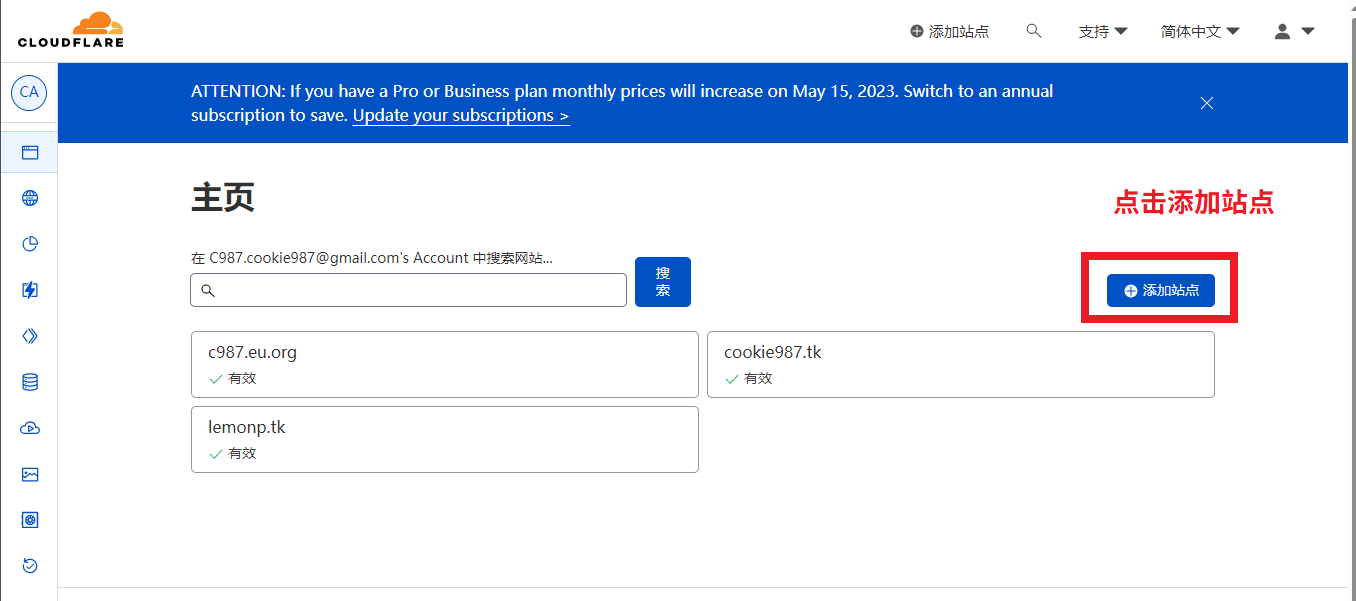 CLOUDFLARE
添加站点
支持
简体中文
CA
ATTENTION: If you have a Pro or Business plan monthly prices will increase on May 15, 2023. Switch to an annual
subscription to save. Update your subscriptions >
主页
点击添加站点
在 C987.cookie987@gmail.com's Account 中搜索网站...
搜
索
添加站点
c987.eu.org
有效
cookie987.tk
有效
lemonp.tk
有效